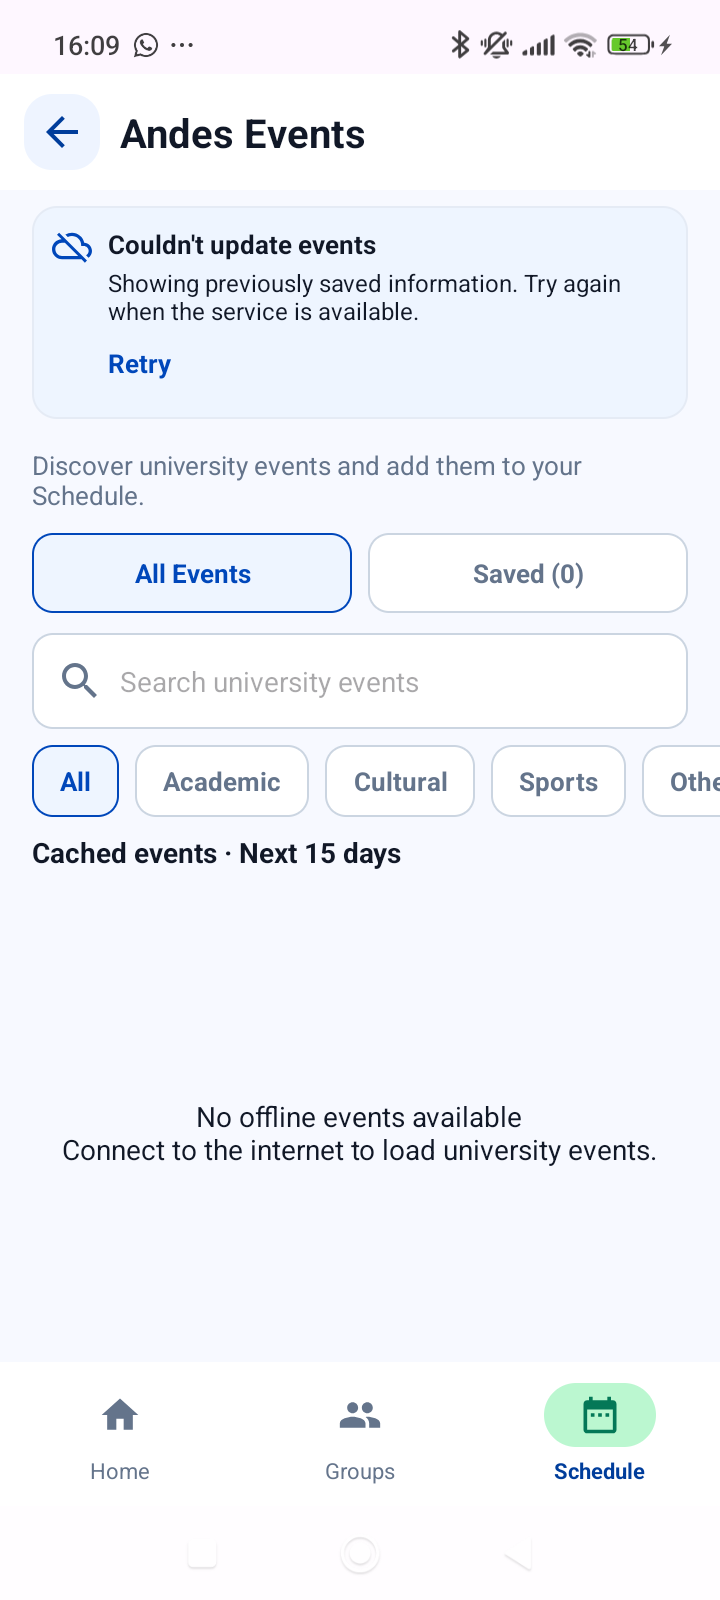 16:09
54
Andes Events
Couldn't update events
Showing previously saved information. Try again
when the service is available.
Retry
Discover university events and add them to your
Schedule.
All Events
Saved (0)
Search university events
All
Academic
Cultural
Sports
Othe
Cached events · Next 15 days
No offline events available
Connect to the internet to load university events.
Home
Groups
Schedule